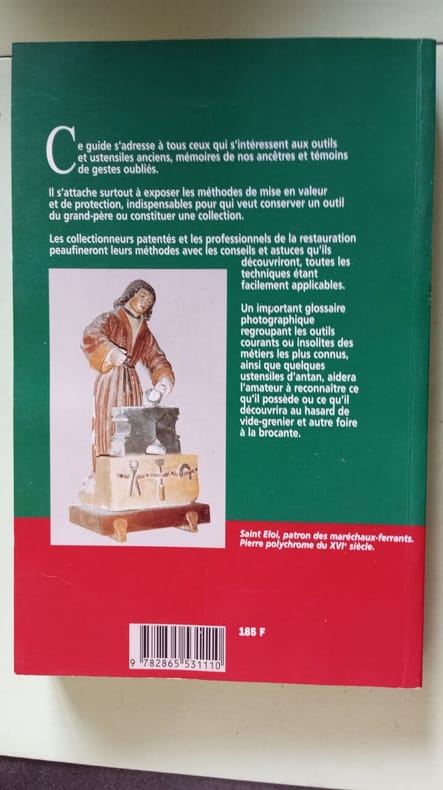 Ce guide s'adresse à tous ceux qui s'intéressent aux outils
et ustensiles anciens, mémoires de nos ancêtres et témoins
de gestes oubliés.
Il s'attache surtout à exposer les méthodes de mise en valeur
et de protection, indispensables pour qui veut conserver un outil
du grand-père ou constituer une collection.
Les collectionneurs patentés et les professionnels de la restauration
peaufineront leurs méthodes avec les conseils et astuces qu'ils
découvriront, toutes les
techniques étant
facilement applicables.
Un important glossaire
photographique
regroupant les outils
courants ou insolites des
métiers les plus connus,
ainsi que quelques
ustensiles d'antan, aidera
l'amateur à reconnaître ce
qu'il possède ou ce qu'il
découvrira au hasard de
vide-grenier et autre foire
à la brocante.
Saint Eloi, patron des maréchaux-ferrants.
Pierre polychrome du XVIe siècle.
185 F
9 782865 531110